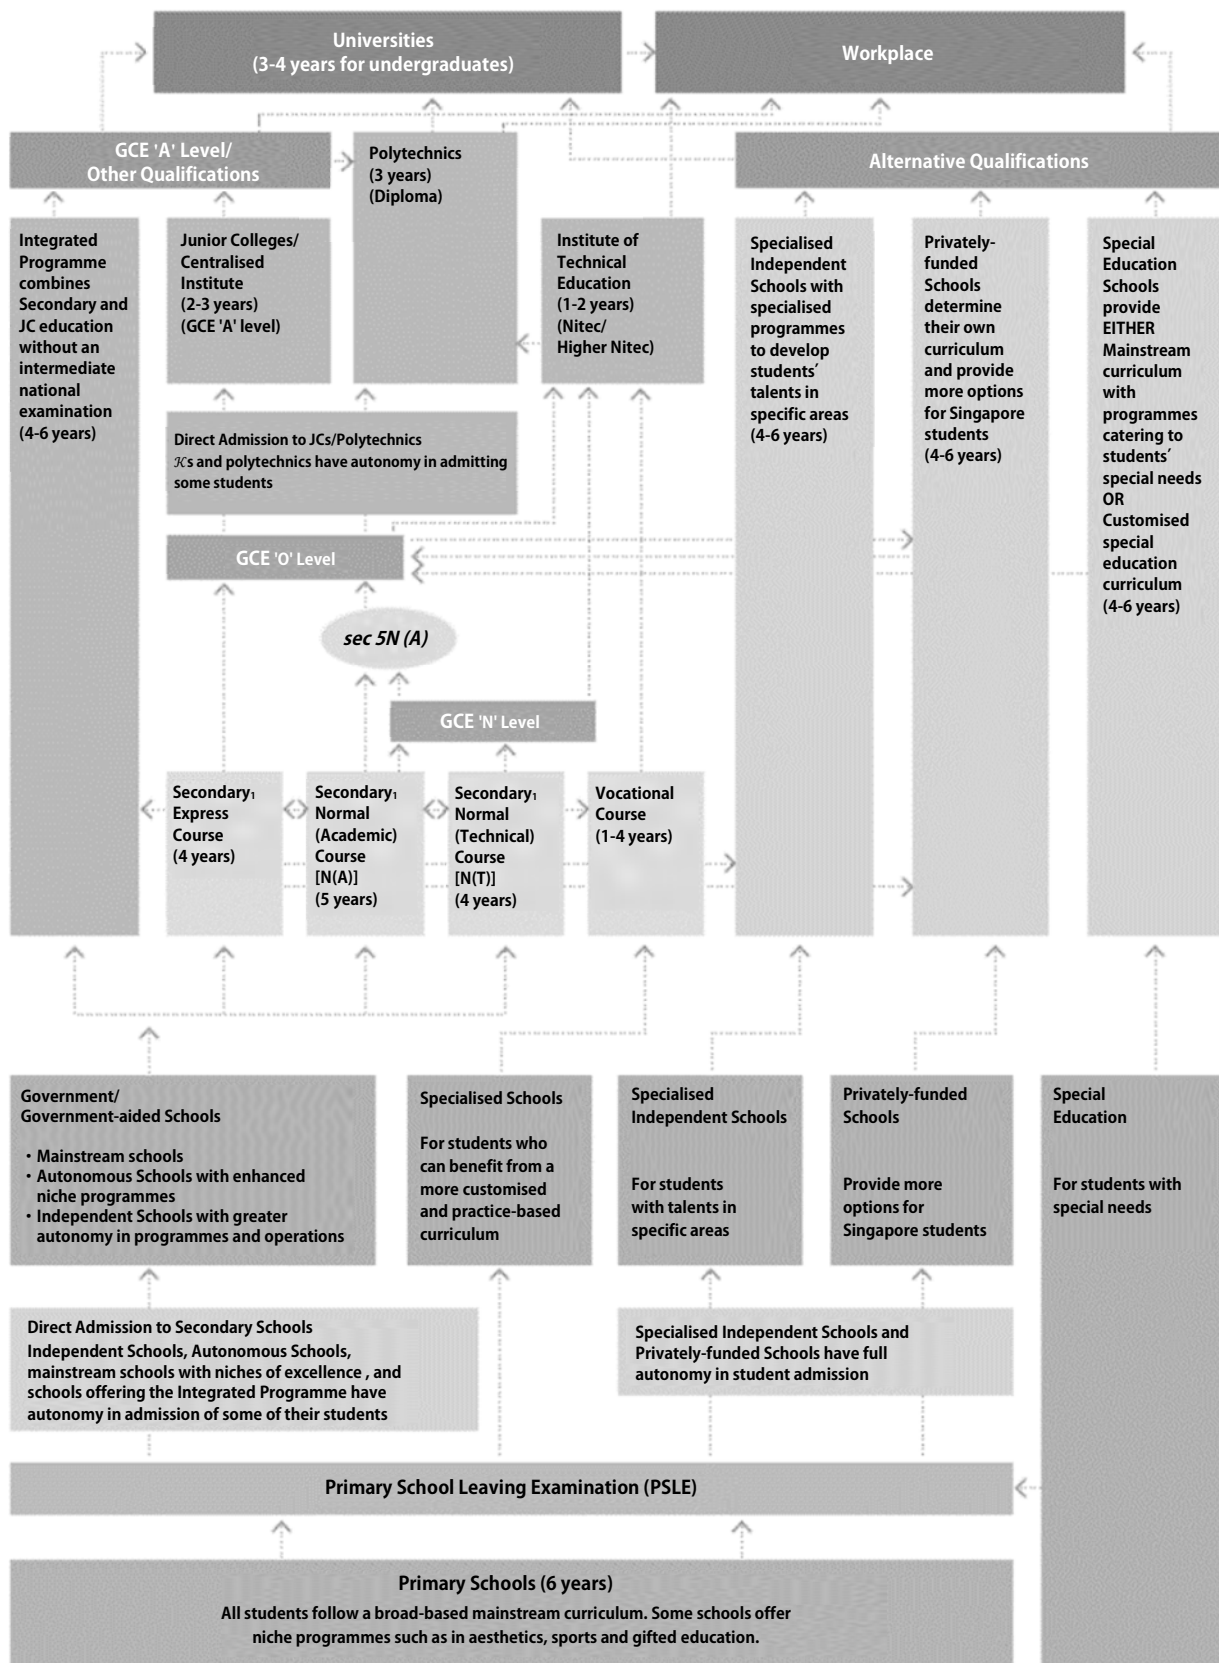 Universities
(3-4 years for undergraduates)
Workplace
GCE 'A' Level/
Other Qualifications
Polytechnics
(3 years)
(Diploma)
Alternative Qualifications
Integrated
Programme
combines
Secondary and
JC education
without an
intermediate
national
examination
(4-6 years)
Junior Colleges/
Centralised
Institute
(2-3 years)
(GCE 'A' level)
Institute of
Technical
Education
(1-2 years)
(Nitec/
Higher Nitec)
Specialised
Independent
Schools with
specialised
programmes
to develop
students´
talents in
specific areas
(4-6 years)
Privately-
funded
Schools
determine
their own
curriculum
and provide
more options
for Singapore
students
(4-6 years)
Special
Education
Schools
provide
EITHER
Mainstream
curriculum
with
programmes
catering to
students´
special needs
OR
Customised
special
education
curriculum
(4-6 years)
Direct Admission to JCs/Polytechnics
ℋs and polytechnics have autonomy in admitting
some students
GCE 'O' Level
sec 5N (A)
GCE 'N' Level
Secondary₁
Express
Course
(4 years)
Secondary₁
Normal
(Academic)
Course
[N(A)]
(5 years)
Secondary₁
Normal
(Technical)
Course
[N(T)]
(4 years)
Vocational
Course
(1-4 years)
Government/
Government-aided Schools
• Mainstream schools
• Autonomous Schools with enhanced
niche programmes
• Independent Schools with greater
autonomy in programmes and operations
Specialised Schools
For students who
can benefit from a
more customised
and practice-based
curriculum
Specialised
Independent Schools
For students
with talents in
specific areas
Privately-funded
Schools
Provide more
options for
Singapore students
Special
Education
For students with
special needs
Direct Admission to Secondary Schools
Independent Schools, Autonomous Schools,
mainstream schools with niches of excellence , and
schools offering the Integrated Programme have
autonomy in admission of some of their students
Specialised Independent Schools and
Privately-funded Schools have full
autonomy in student admission
Primary School Leaving Examination (PSLE)
Primary Schools (6 years)
All students follow a broad-based mainstream curriculum. Some schools offer
niche programmes such as in aesthetics, sports and gifted education.